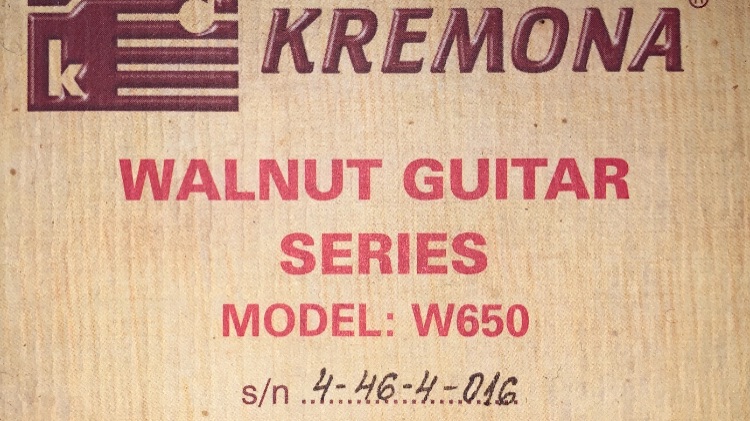 k KREMONA®
WALNUT GUITAR
SERIES
MODEL: W650
s/n 4-46-4-016